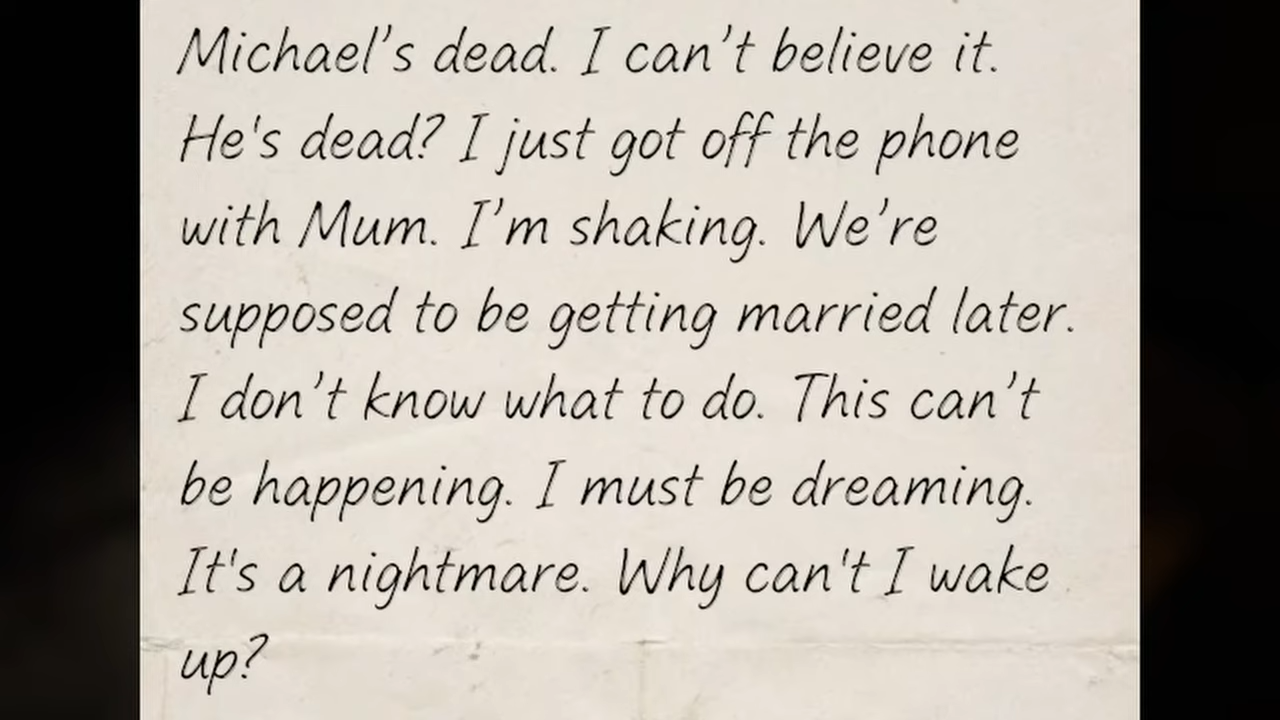 Michael’s dead. I can’t believe it.
He's dead? I just got off the phone
with Mum. I’m shaking. We’re
supposed to be getting married later.
I don’t know what to do. This can’t
be happening. I must be dreaming.
It's a nightmare. Why can't I wake
up?